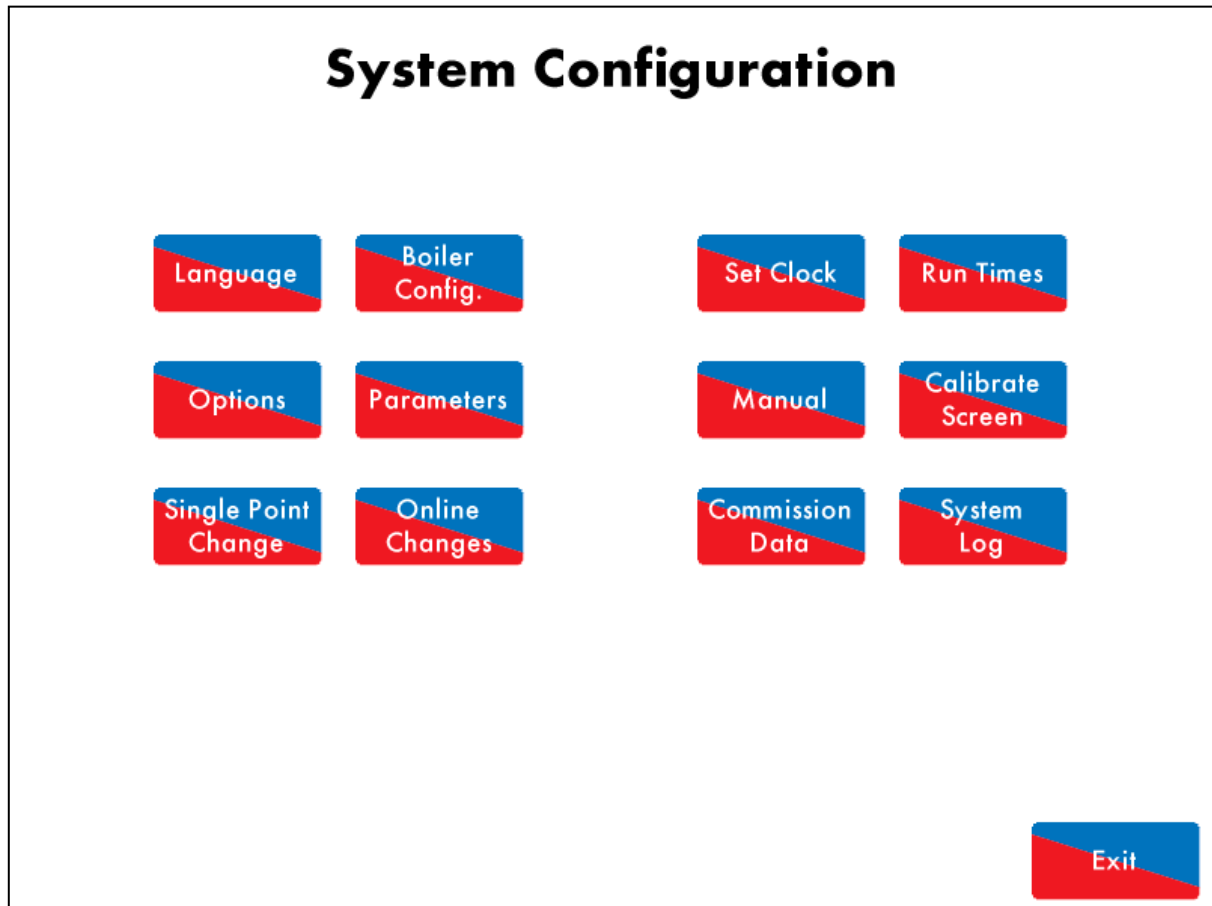 System Configuration
Language
Boiler
Config.
Set Clock
Run Times
Options
Parameters
Manual
Calibrate
Screen
Single Point
Change
Online
Changes
Commission
Data
System
Log
Exit